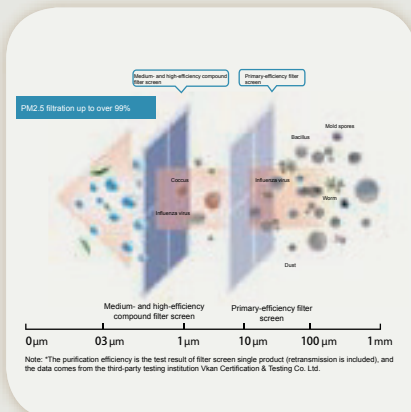 Medium- and high-efficiency compound
filter screen
Primary-efficiency filter
screen
PM2.5 filtration up to over 99%
Mold spores
Bacillus
Coccus
Influenza virus
Worm
Influenza virus
Dust
Medium- and high-efficiency
compound filter screen
Primary-efficiency filter
screen
0μm 03μm 1μm 10μm 100μm 1mm
Note: "The purification efficiency is the test result of filter screen single product (retransmission is included), and
the data comes from the third-party testing institution Vkan Certification & Testing Co. Ltd.